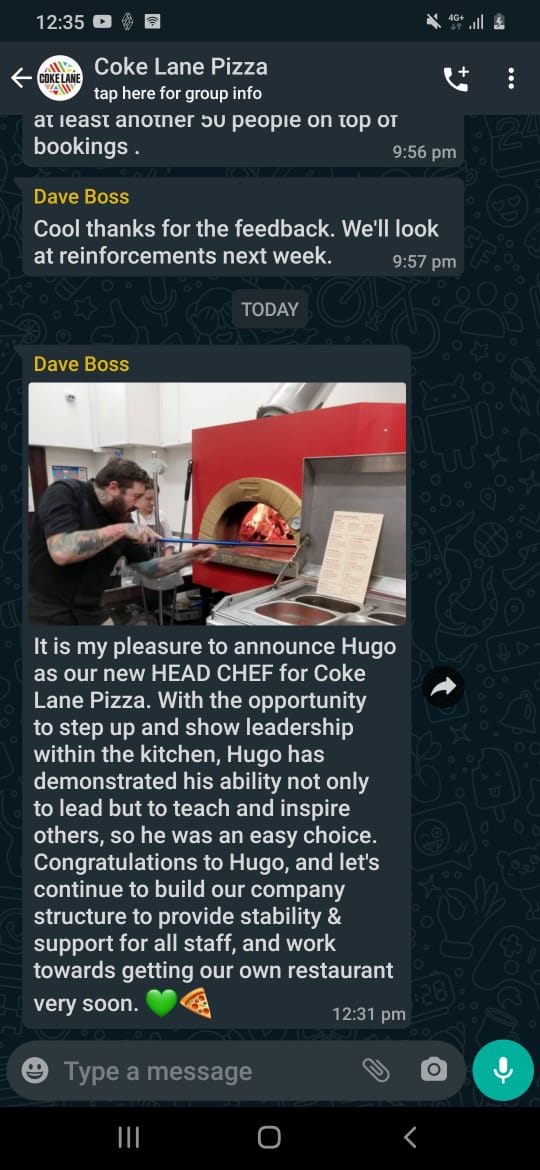 12:35
4G+
COKE LANE
Coke Lane Pizza
tap here for group info
at least another 50 people on top of
bookings .
9:56 pm
Dave Boss
Cool thanks for the feedback. We'll look
at reinforcements next week.
9:57 pm
TODAY
Dave Boss
It is my pleasure to announce Hugo
as our new HEAD CHEF for Coke
Lane Pizza. With the opportunity
to step up and show leadership
within the kitchen, Hugo has
demonstrated his ability not only
to lead but to teach and inspire
others, so he was an easy choice.
Congratulations to Hugo, and let's
continue to build our company
structure to provide stability &
support for all staff, and work
towards getting our own restaurant
very soon. 💚🍕
12:31 pm
Type a message